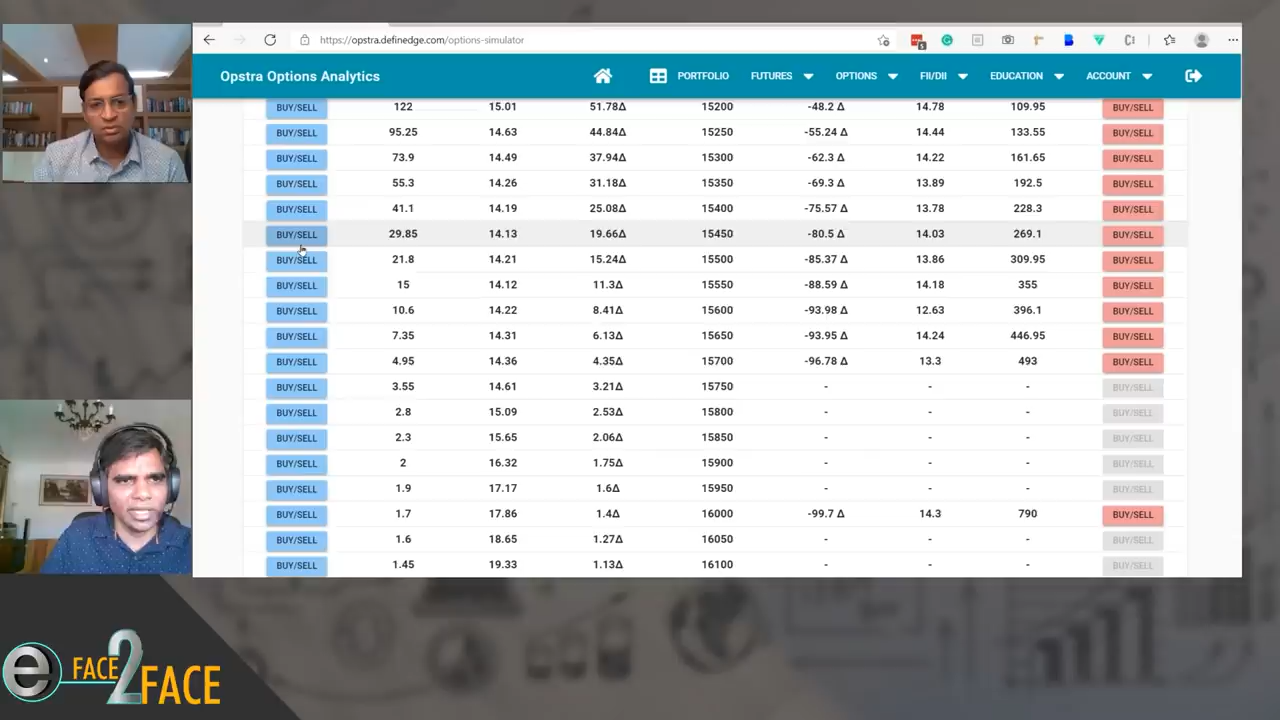 https://opstra.definedge.com/options-simulator
5
Opstra Options Analytics
PORTFOLIO FUTURES OPTIONS FII/DII EDUCATION ACCOUNT
BUY/SELL 122 15.01 51.78Δ 15200 -48.2 Δ 14.78 109.95 BUY/SELL
BUY/SELL 95.25 14.63 44.84Δ 15250 -55.24 Δ 14.44 133.55 BUY/SELL
BUY/SELL 73.9 14.49 37.94Δ 15300 -62.3 Δ 14.22 161.65 BUY/SELL
BUY/SELL 55.3 14.26 31.18Δ 15350 -69.3 Δ 13.89 192.5 BUY/SELL
BUY/SELL 41.1 14.19 25.08Δ 15400 -75.57 Δ 13.78 228.3 BUY/SELL
BUY/SELL 29.85 14.13 19.66Δ 15450 -80.5 Δ 14.03 269.1 BUY/SELL
BUY/SELL 21.8 14.21 15.24Δ 15500 -85.37 Δ 13.86 309.95 BUY/SELL
BUY/SELL 15 14.12 11.3Δ 15550 -88.59 Δ 14.18 355 BUY/SELL
BUY/SELL 10.6 14.22 8.41Δ 15600 -93.98 Δ 12.63 396.1 BUY/SELL
BUY/SELL 7.35 14.31 6.13Δ 15650 -93.95 Δ 14.24 446.95 BUY/SELL
BUY/SELL 4.95 14.36 4.35Δ 15700 -96.78 Δ 13.3 493 BUY/SELL
BUY/SELL 3.55 14.61 3.21Δ 15750 - - - BUY/SELL
BUY/SELL 2.8 15.09 2.53Δ 15800 - - - BUY/SELL
BUY/SELL 2.3 15.65 2.06Δ 15850 - - - BUY/SELL
BUY/SELL 2 16.32 1.75Δ 15900 - - - BUY/SELL
BUY/SELL 1.9 17.17 1.6Δ 15950 - - - BUY/SELL
BUY/SELL 1.7 17.86 1.4Δ 16000 -99.7 Δ 14.3 790 BUY/SELL
BUY/SELL 1.6 18.65 1.27Δ 16050 - - - BUY/SELL
BUY/SELL 1.45 19.33 1.13Δ 16100 - - - BUY/SELL
e FACE 2 FACE